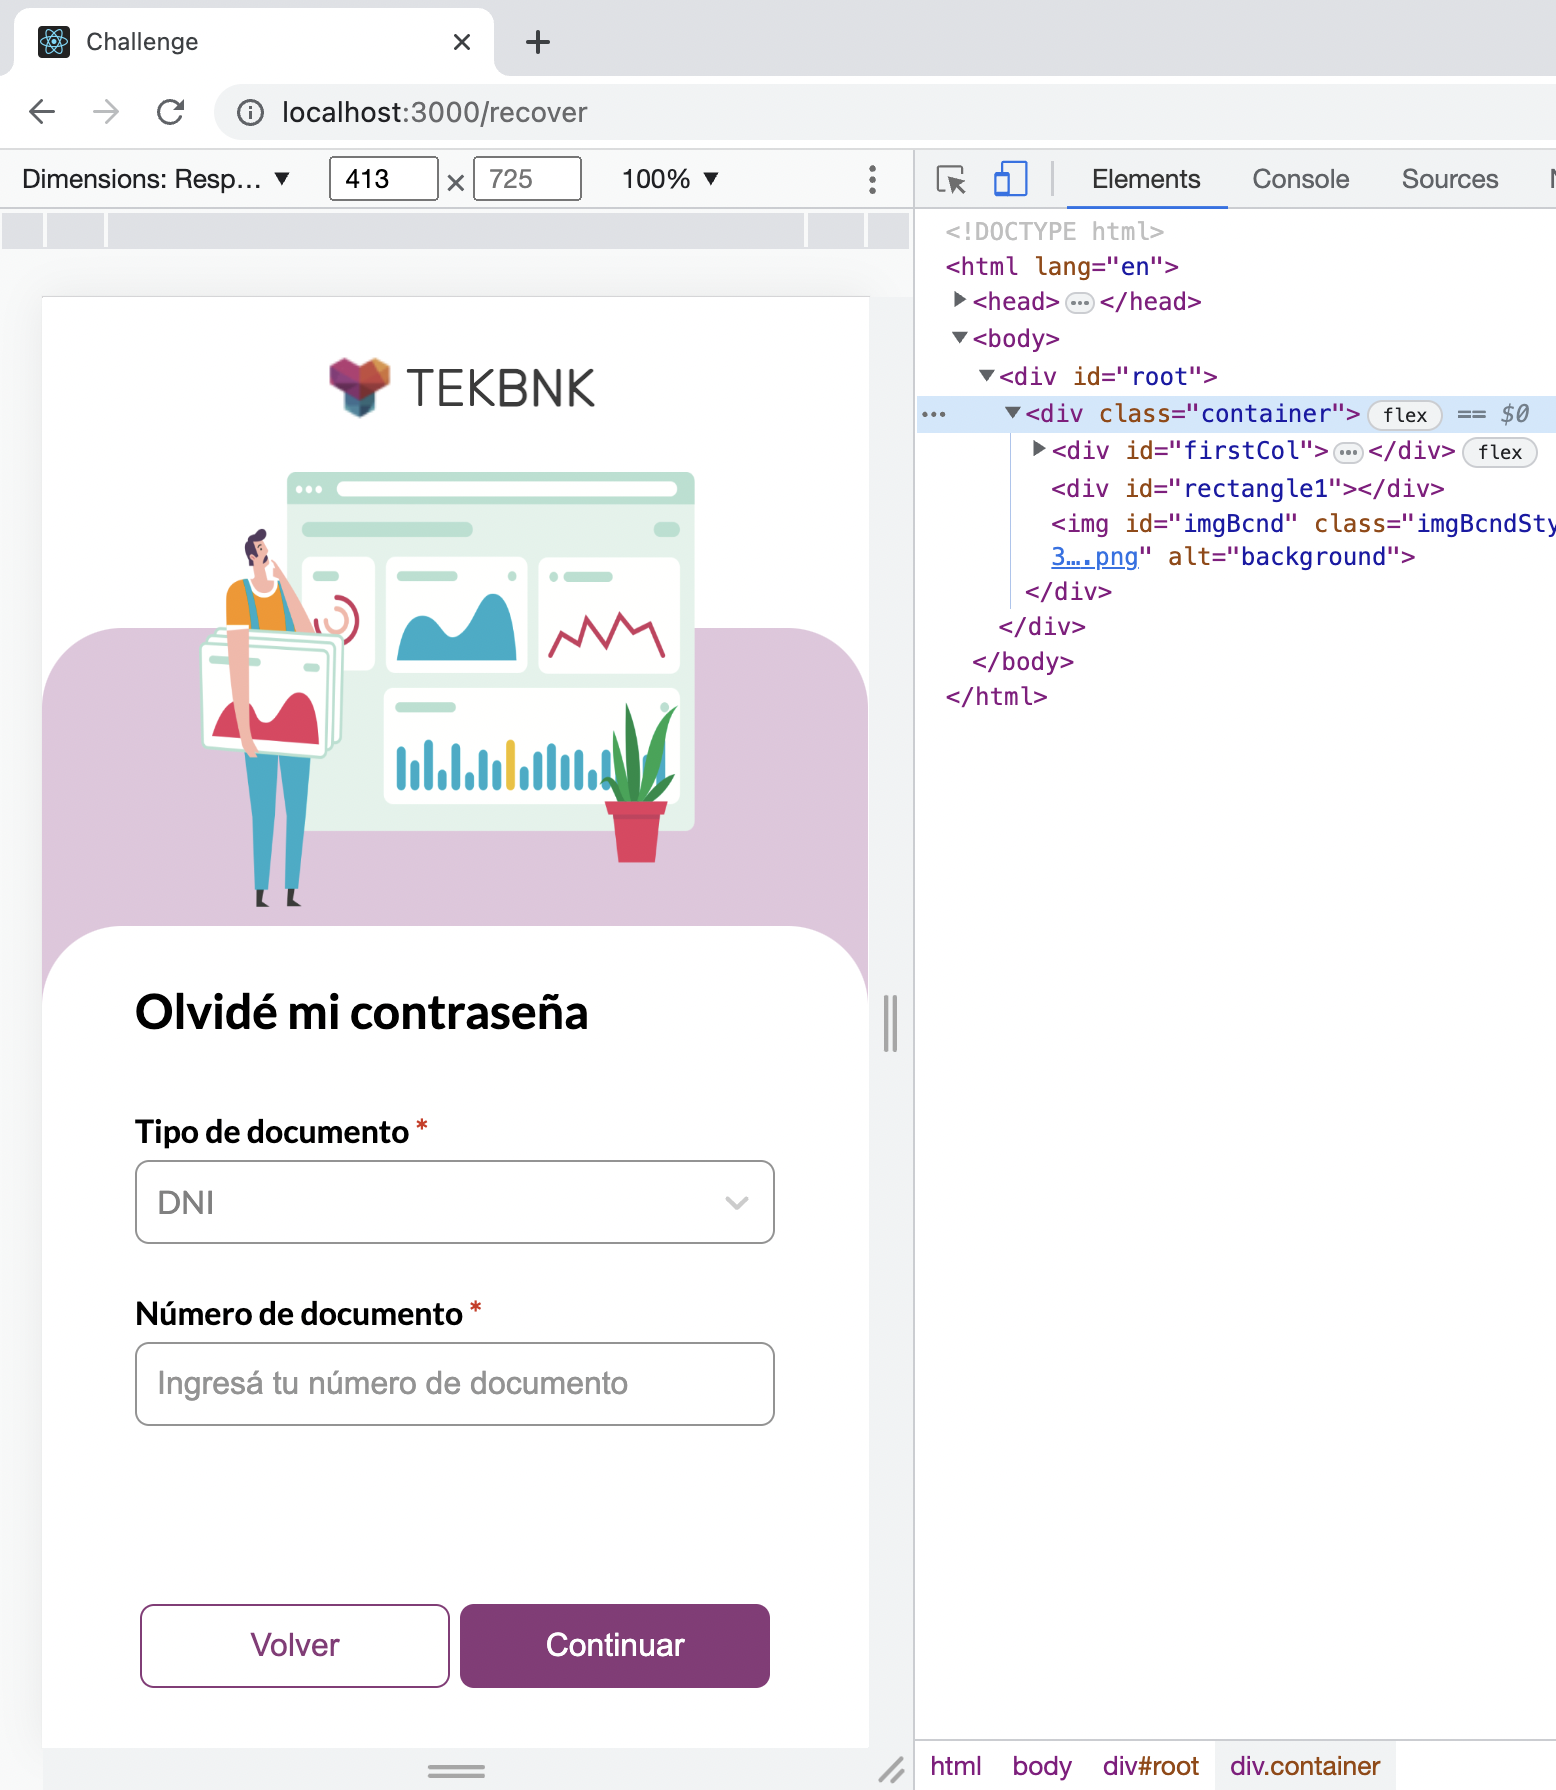 Challenge
localhost:3000/recover
Dimensions: Resp... ▼ 413 × 725 100% ▼
Elements Console Sources
<!DOCTYPE html>
<html lang="en">
<head> ••• </head>
<body>
<div id="root">
<div class="container"> flex == $0
<div id="firstCol"> ••• </div> flex
<div id="rectangle1"></div>
<img id="imgBcnd" class="imgBcndSty
3….png" alt="background">
</div>
</div>
</body>
</html>
TEKBNK
Olvidé mi contraseña
Tipo de documento *
DNI
Número de documento *
Ingresá tu número de documento
Volver Continuar
html body div#root div.container